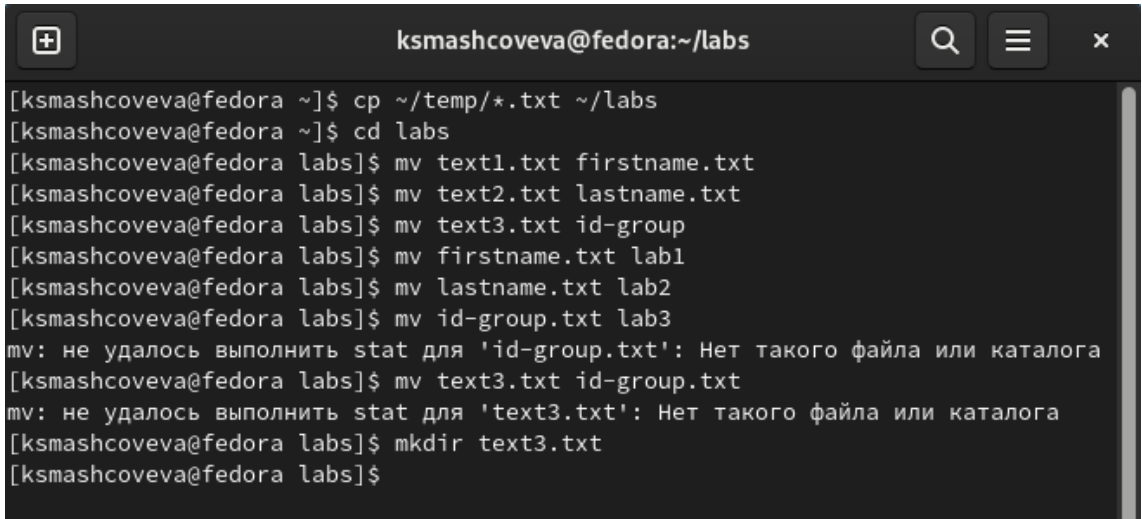 ksmashcoveva@fedora:~/labs
[ksmashcoveva@fedora ~]$ cp ~/temp/*.txt ~/labs
[ksmashcoveva@fedora ~]$ cd labs
[ksmashcoveva@fedora labs]$ mv text1.txt firstname.txt
[ksmashcoveva@fedora labs]$ mv text2.txt lastname.txt
[ksmashcoveva@fedora labs]$ mv text3.txt id-group
[ksmashcoveva@fedora labs]$ mv firstname.txt lab1
[ksmashcoveva@fedora labs]$ mv lastname.txt lab2
[ksmashcoveva@fedora labs]$ mv id-group.txt lab3
mv: не удалось выполнить stat для 'id-group.txt': Нет такого файла или каталога
[ksmashcoveva@fedora labs]$ mv text3.txt id-group.txt
mv: не удалось выполнить stat для 'text3.txt': Нет такого файла или каталога
[ksmashcoveva@fedora labs]$ mkdir text3.txt
[ksmashcoveva@fedora labs]$